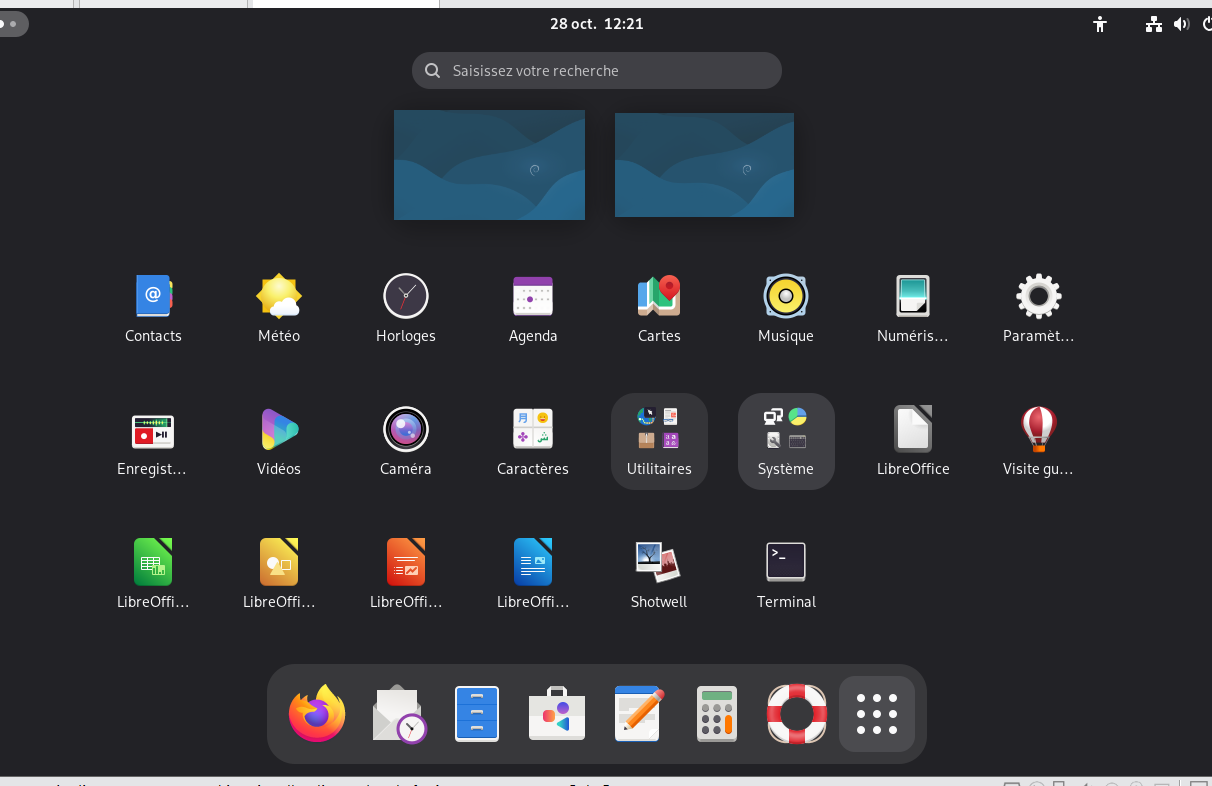 28 oct. 12:21
Saisissez votre recherche
Contacts
Météo
Horloges
Agenda
Cartes
Musique
Numéris…
Paramèt…
Enregist…
Vidéos
Caméra
Caractères
Utilitaires
Système
LibreOffice
Visite gu…
LibreOffi…
LibreOffi…
LibreOffi…
LibreOffi…
Shotwell
Terminal